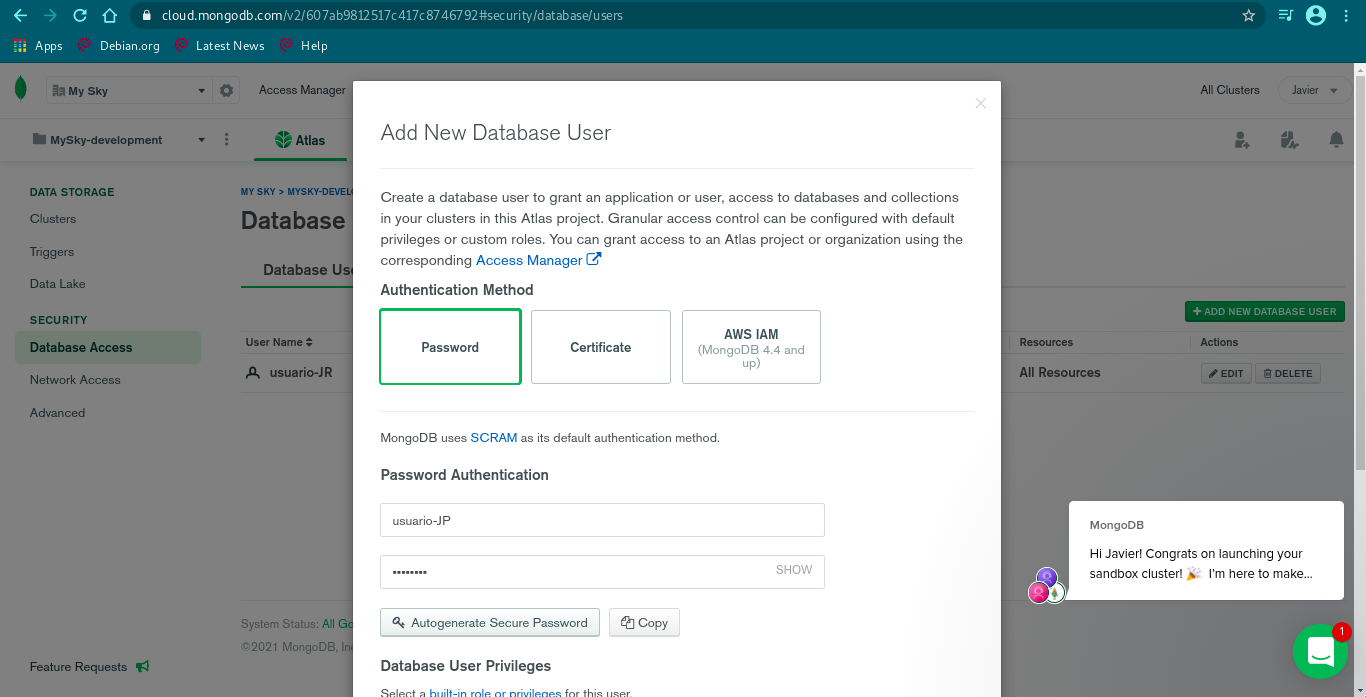 cloud.mongodb.com/v2/607ab9812517c417c8746792#security/database/users
Apps Debian.org Latest News Help
My Sky Access Manager All Clusters Javier
MySky-development Atlas
DATA STORAGE
Clusters
Triggers
Data Lake
SECURITY
Database Access
Network Access
Advanced
Feature Requests
MY SKY > MYSKY-DEVELO
Database
Database Use
ADD NEW DATABASE USER
User Name Resources Actions
usuario-JR All Resources EDIT DELETE
System Status: All Go
©2021 MongoDB, Inc
Add New Database User
Create a database user to grant an application or user, access to databases and collections
in your clusters in this Atlas project. Granular access control can be configured with default
privileges or custom roles. You can grant access to an Atlas project or organization using the
corresponding Access Manager
Authentication Method
Password
Certificate
AWS IAM
(MongoDB 4.4 and
up)
MongoDB uses SCRAM as its default authentication method.
Password Authentication
usuario-JP
•••••••• SHOW
Autogenerate Secure Password Copy
Database User Privileges
Select a built-in role or privileges for this user.
MongoDB
Hi Javier! Congrats on launching your
sandbox cluster! 🎉 I'm here to make...
1